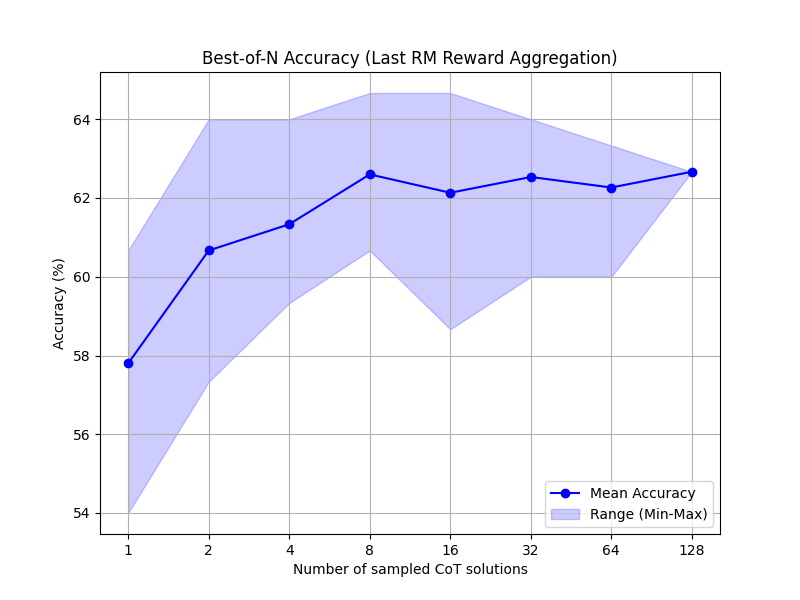 Best-of-N Accuracy (Last RM Reward Aggregation)
Accuracy (%)
64
62
60
58
56
54
Mean Accuracy
Range (Min-Max)
1 2 4 8 16 32 64 128
Number of sampled CoT solutions